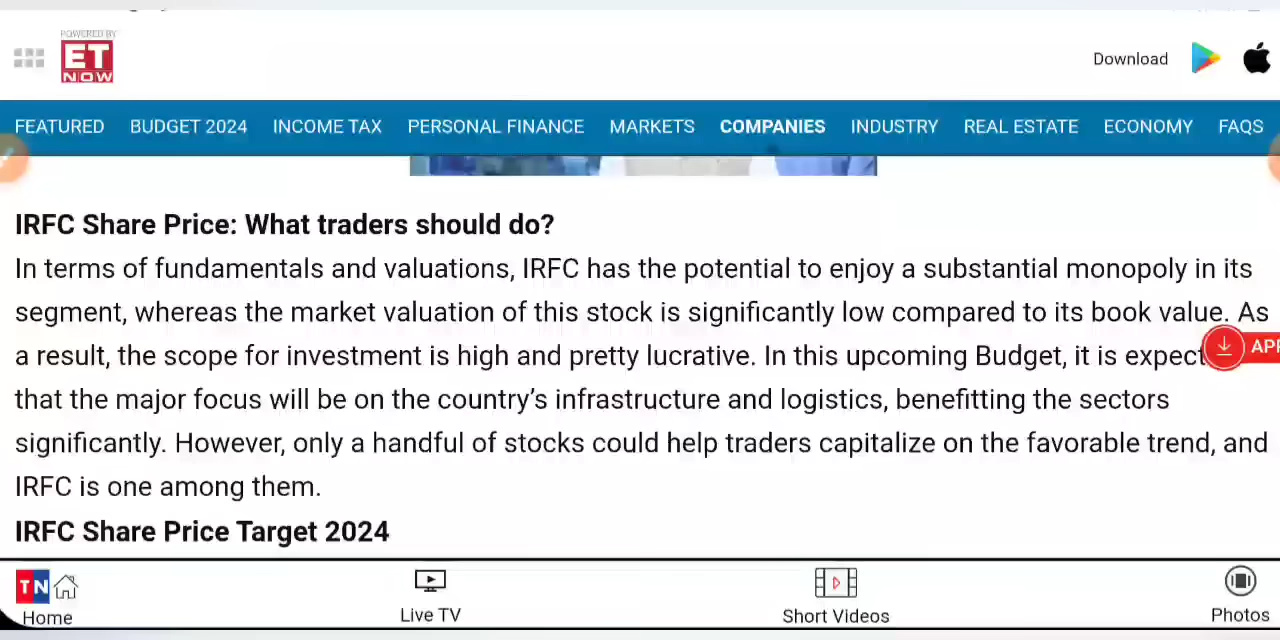 POWERED BY
ET
NOW
Download
FEATURED BUDGET 2024 INCOME TAX PERSONAL FINANCE MARKETS COMPANIES INDUSTRY REAL ESTATE ECONOMY FAQS
IRFC Share Price: What traders should do?
In terms of fundamentals and valuations, IRFC has the potential to enjoy a substantial monopoly in its
segment, whereas the market valuation of this stock is significantly low compared to its book value. As
a result, the scope for investment is high and pretty lucrative. In this upcoming Budget, it is expect
AP
that the major focus will be on the country's infrastructure and logistics, benefitting the sectors
significantly. However, only a handful of stocks could help traders capitalize on the favorable trend, and
IRFC is one among them.
IRFC Share Price Target 2024
TN
Home Live TV Short Videos Photos